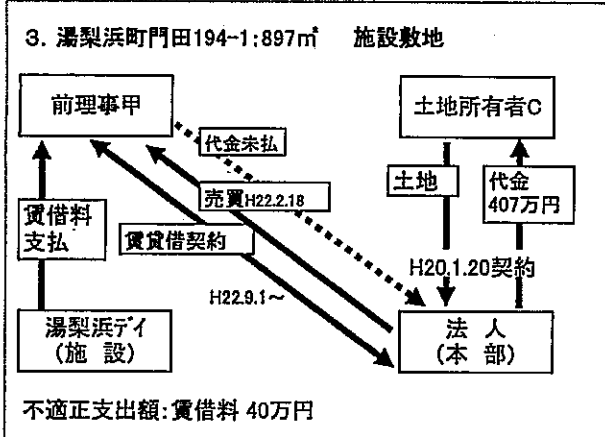 3. 湯梨浜町門田194-1:897㎡ 施設敷地
前理事甲
土地所有者C
代金未払
売買H22.2.18
土地
代金
407万円
賃借料
支払
賃貸借契約
H20.1.20契約
H22.9.1～
湯梨浜デイ
(施 設)
法 人
(本 部)
不適正支出額:賃借料 40万円